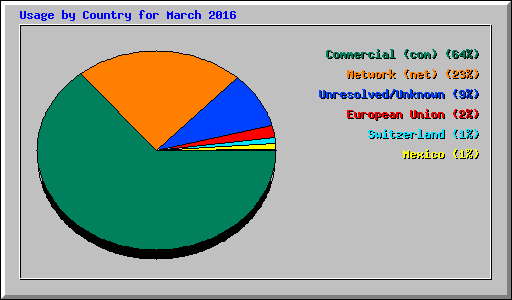 Usage by Country for March 2016
Commercial (com) (64%)
Network (net) (23%)
Unresolved/Unknown (9%)
European Union (2%)
Switzerland (1%)
Mexico (1%)